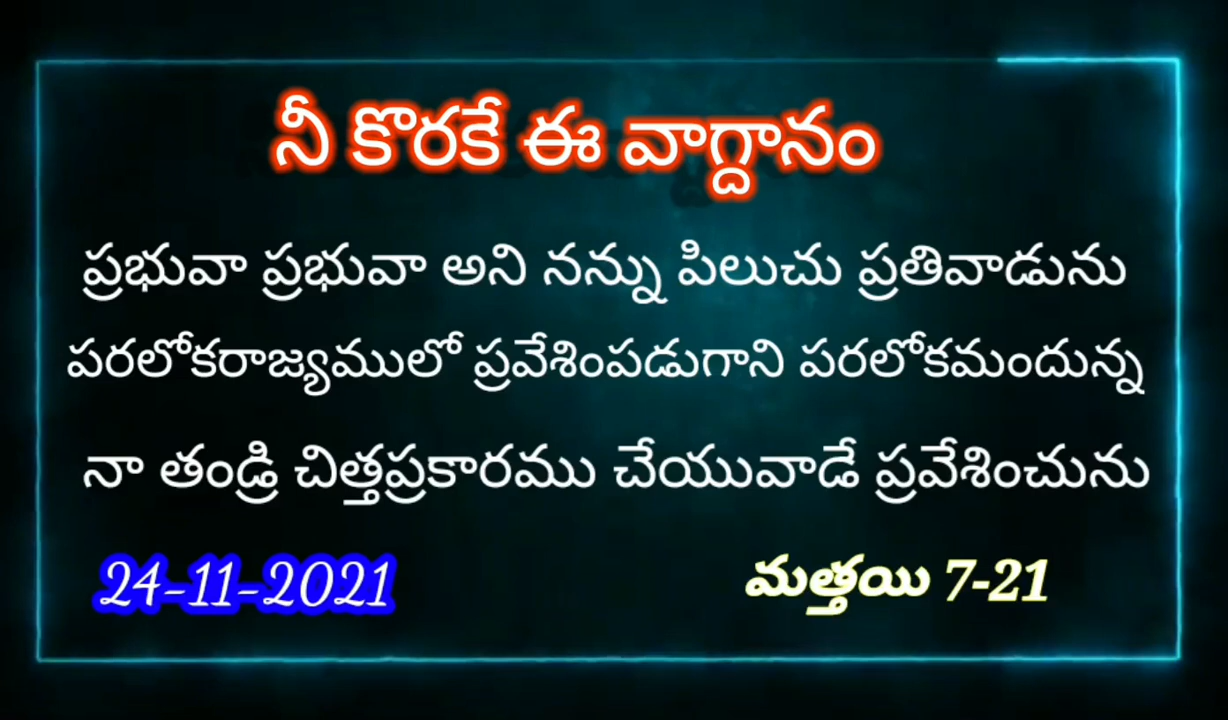 నీ కొరకే ఈ వాగ్దానం
ప్రభువా ప్రభువా అని నన్ను పిలుచు ప్రతివాడును
పరలోకరాజ్యములో ప్రవేశింపడుగాని పరలోకమందున్న
నా తండ్రి చిత్తప్రకారము చేయువాడే ప్రవేశించును
24-11-2021
మత్తయి 7-21